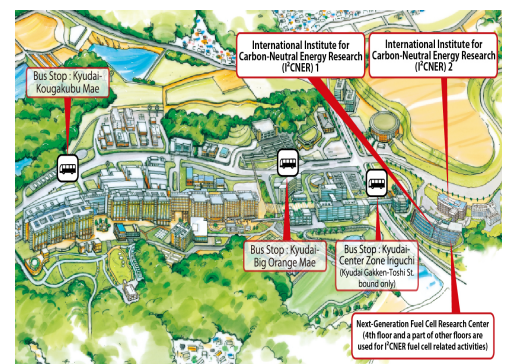 International Institute for
Carbon-Neutral Energy Research
(I²CNER) 1
International Institute for
Carbon-Neutral Energy Research
(I²CNER) 2
Bus Stop : Kyudai-
Kougakubu Mae
Bus Stop : Kyudai-
Big Orange Mae
Bus Stop : Kyudai-
Center Zone Iriguchi
(Kyudai Gakken-Toshi St.
bound only)
Next-Generation Fuel Cell Research Center
(4th floor and a part of other floors are
used for I²CNER fuel cell related activities)